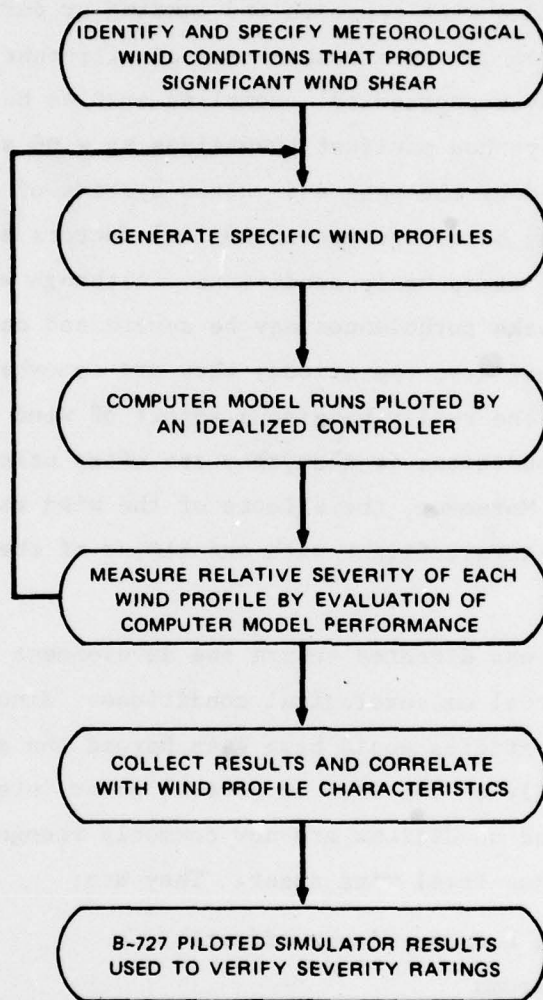 IDENTIFY AND SPECIFY METEOROLOGICAL
WIND CONDITIONS THAT PRODUCE
SIGNIFICANT WIND SHEAR
GENERATE SPECIFIC WIND PROFILES
COMPUTER MODEL RUNS PILOTED BY
AN IDEALIZED CONTROLLER
MEASURE RELATIVE SEVERITY OF EACH
WIND PROFILE BY EVALUATION OF
COMPUTER MODEL PERFORMANCE
COLLECT RESULTS AND CORRELATE
WITH WIND PROFILE CHARACTERISTICS
B-727 PILOTED SIMULATOR RESULTS
USED TO VERIFY SEVERITY RATINGS